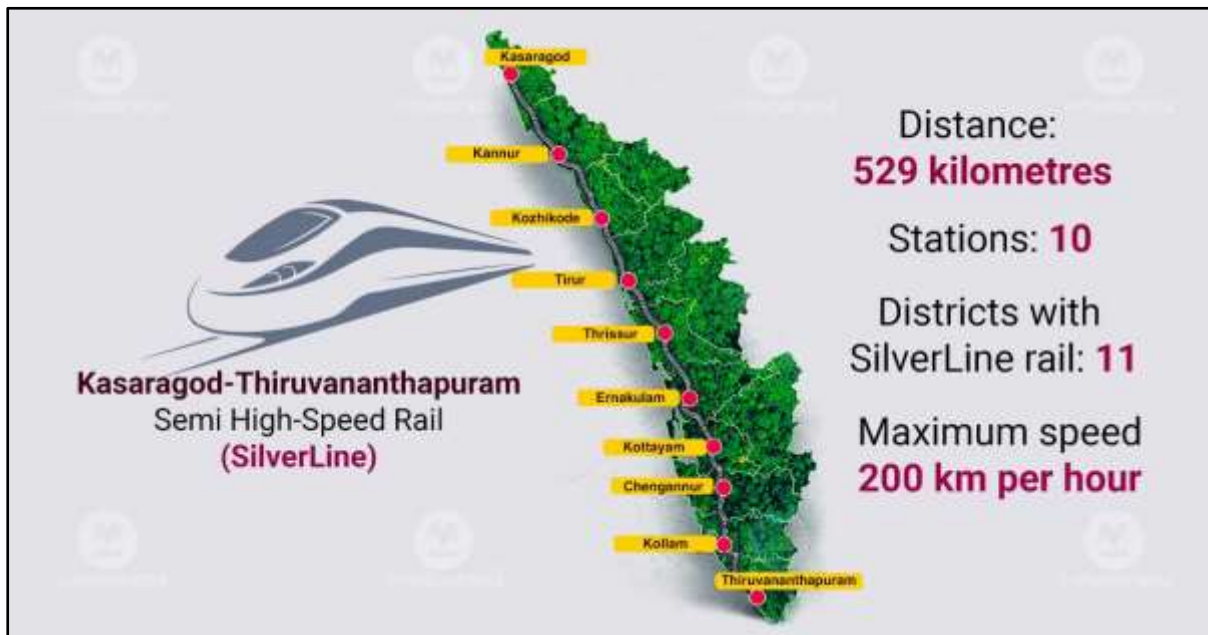 Kasaragod
Kannur
Kozhikode
Tirur
Thrissur
Ernakulam
Kottayam
Chengannur
Kollam
Thiruvananthapuram
Kasaragod-Thiruvananthapuram
Semi High-Speed Rail
(SilverLine)
Distance:
529 kilometres
Stations: 10
Districts with
SilverLine rail: 11
Maximum speed
200 km per hour